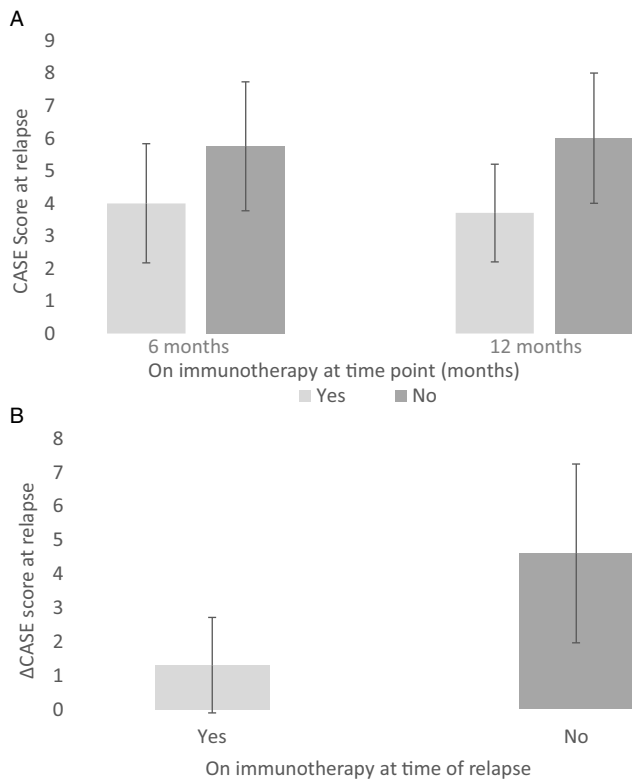 A
CASE Score at relapse
9
8
7
6
5
4
3
2
1
0
6 months 12 months
On immunotherapy at time point (months)
Yes No
B
ΔCASE score at relapse
8
7
6
5
4
3
2
1
0
Yes No
On immunotherapy at time of relapse